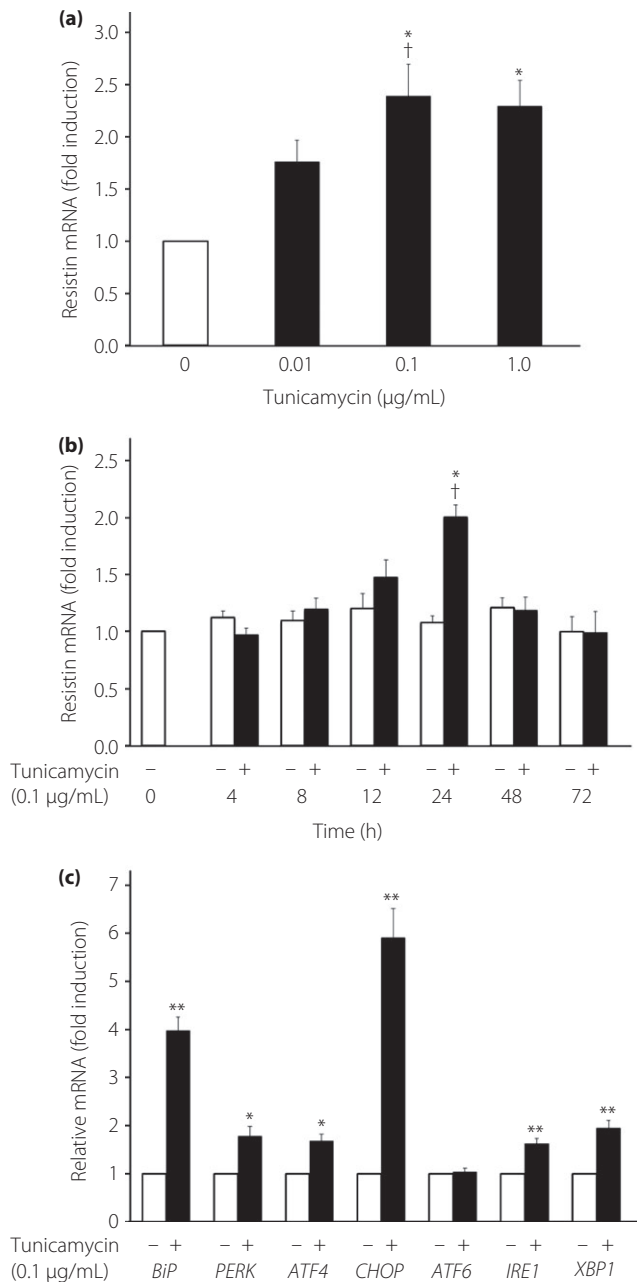 (a)
3.0
2.5
2.0
1.5
1.0
0.5
0.0
Resistin mRNA (fold induction)
*
†
*
0 0.01 0.1 1.0
Tunicamycin (µg/mL)
(b)
2.5
2.0
1.5
1.0
0.5
0.0
Resistin mRNA (fold induction)
*
†
Tunicamycin − − + − + − + − + − + − +
(0.1 µg/mL) 0 4 8 12 24 48 72
Time (h)
(c)
7
6
5
4
3
2
1
0
Relative mRNA (fold induction)
** * * ** ** **
Tunicamycin − + − + − + − + − + − + − +
(0.1 µg/mL) BiP PERK ATF4 CHOP ATF6 IRE1 XBP1